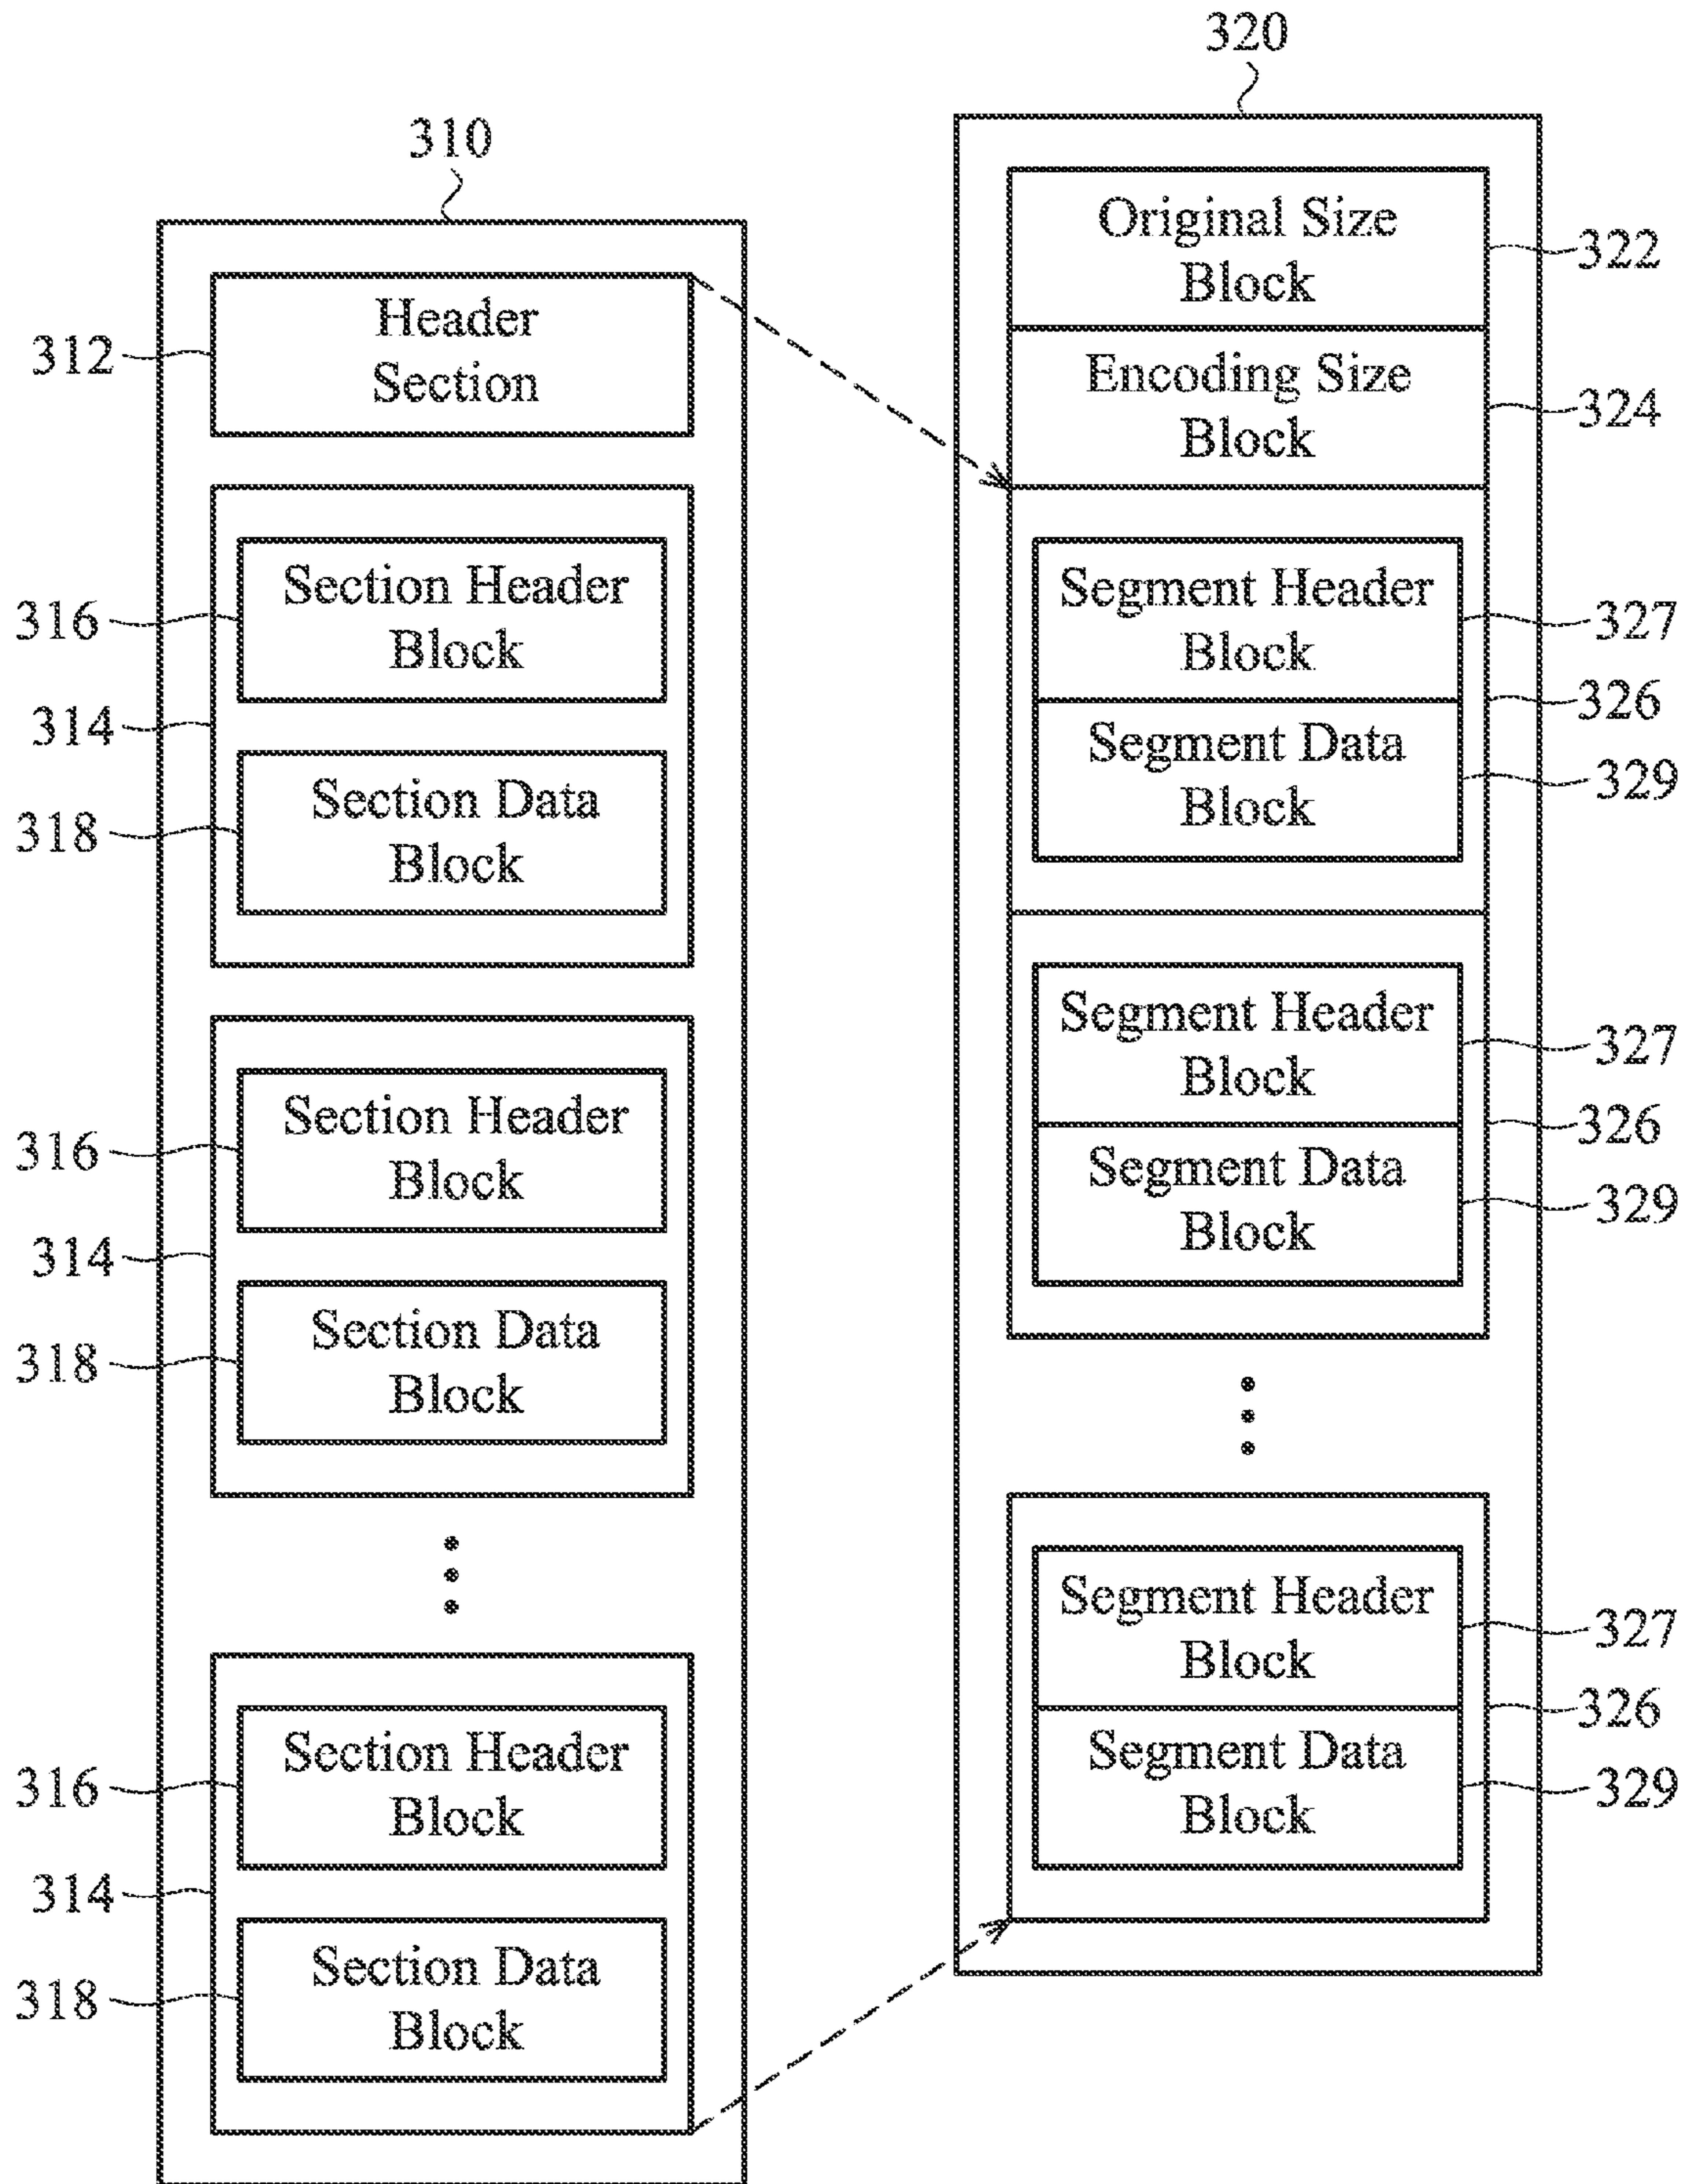 310
312
Header
Section
316
Section Header
Block
314
318
Section Data
Block
316
Section Header
Block
314
318
Section Data
Block
316
Section Header
Block
314
318
Section Data
Block
320
Original Size
Block
322
Encoding Size
Block
324
Segment Header
Block
327
326
Segment Data
Block
329
Segment Header
Block
327
326
Segment Data
Block
329
Segment Header
Block
327
326
Segment Data
Block
329